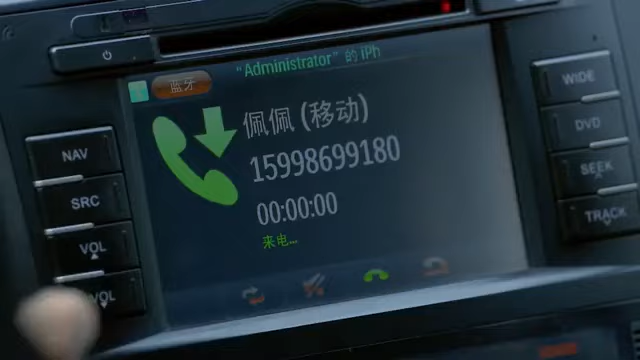 "Administrator" 的 iPh
蓝牙
佩佩 (移动)
15998699180
00:00:00
来电...
NAV
SRC
VOL
VOL
WIDE
DVD
SEEK
TRACK